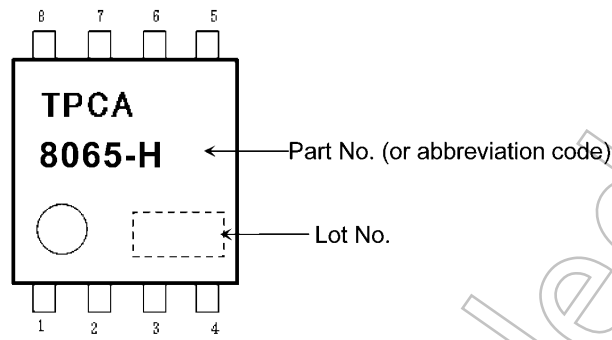 8 7 6 5
TPCA
8065-H
Part No. (or abbreviation code)
Lot No.
1 2 3 4